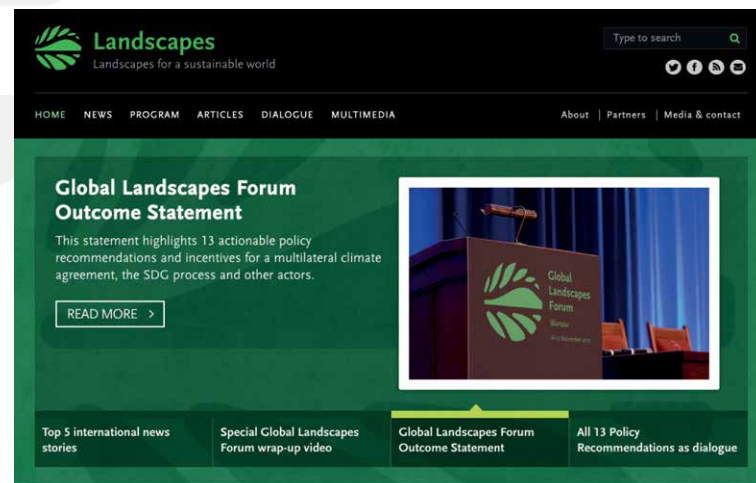 Landscapes
Landscapes for a sustainable world
Type to search
HOME NEWS PROGRAM ARTICLES DIALOGUE MULTIMEDIA
About | Partners | Media & contact
Global Landscapes Forum
Outcome Statement
This statement highlights 13 actionable policy
recommendations and incentives for a multilateral climate
agreement, the SDG process and other actors.
READ MORE >
Global
Landscapes
Forum
Warsaw
Top 5 international news
stories
Special Global Landscapes
Forum wrap-up video
Global Landscapes Forum
Outcome Statement
All 13 Policy
Recommendations as dialogue